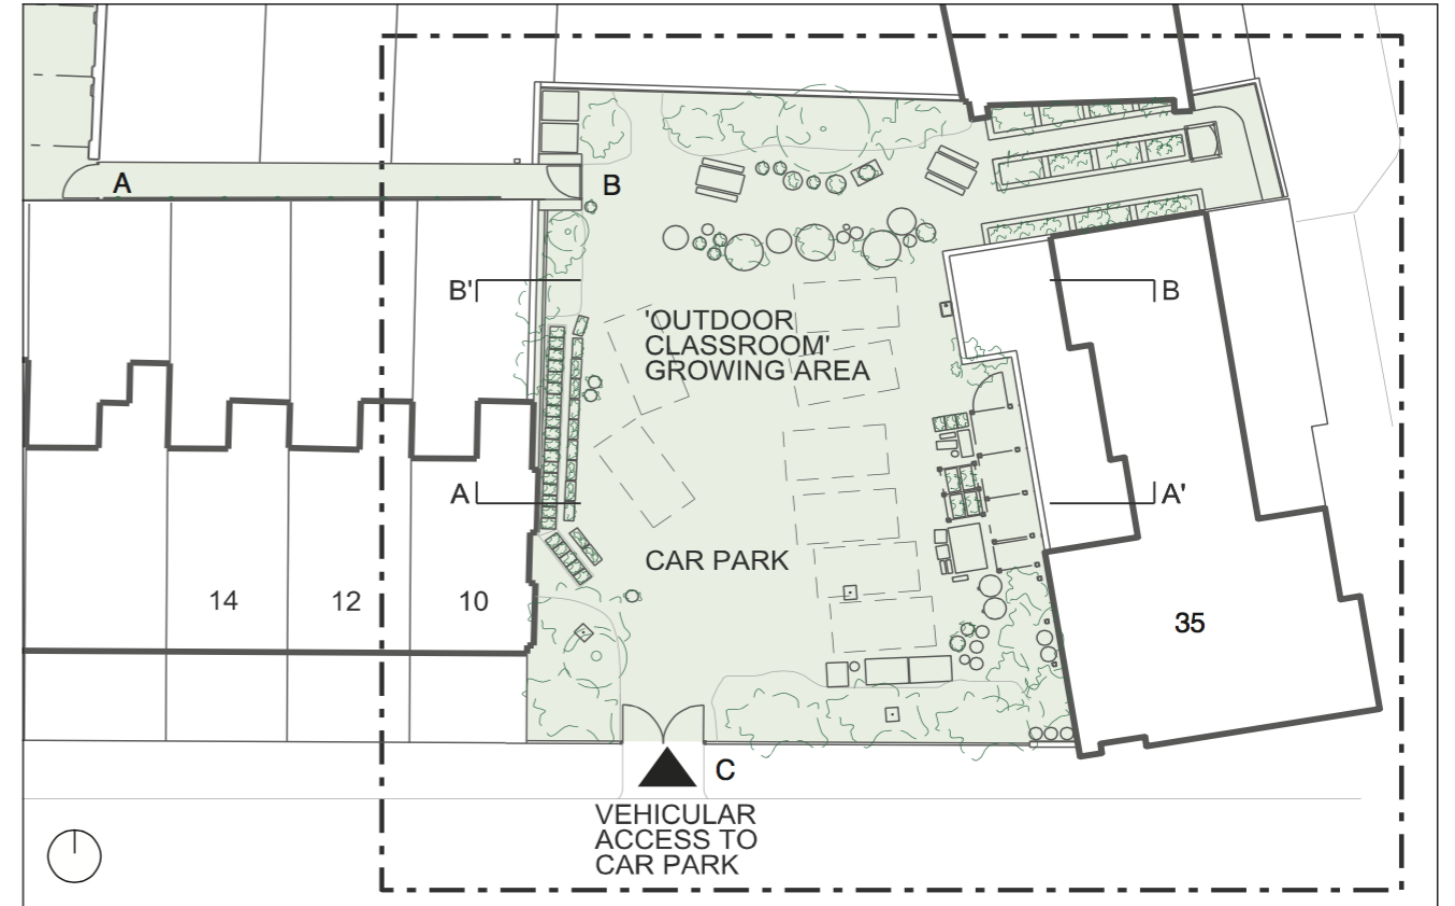 A
B
B'
B
'OUTDOOR
CLASSROOM'
GROWING AREA
A
A'
CAR PARK
14
12
10
35
C
VEHICULAR
ACCESS TO
CAR PARK